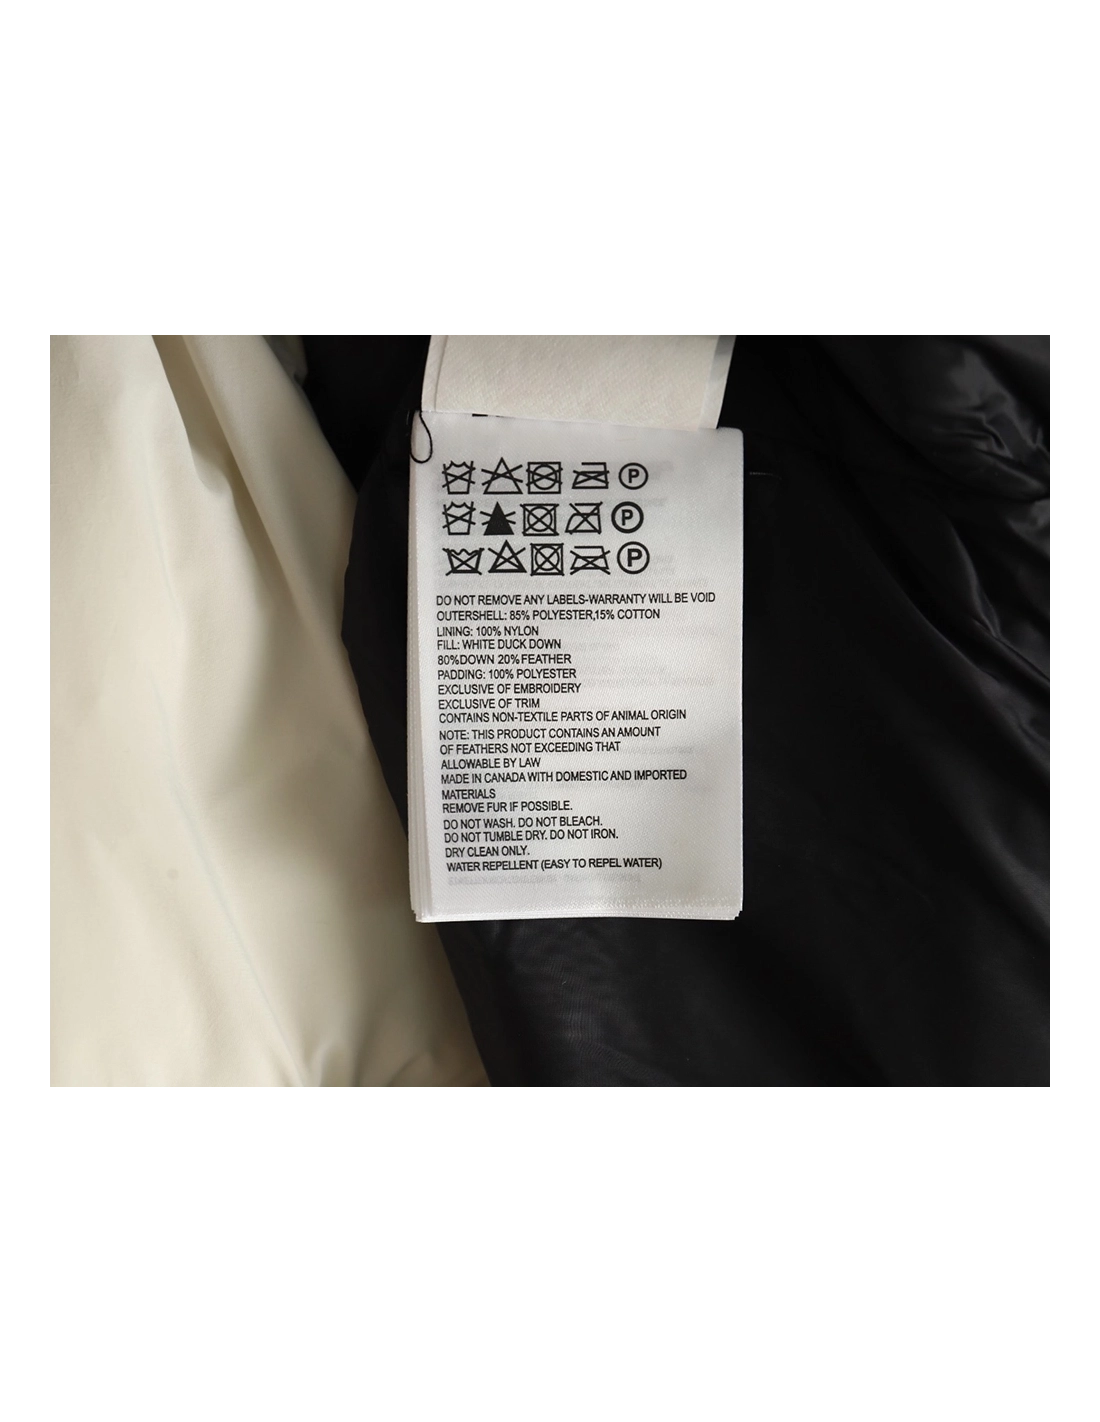 P
P
P
DO NOT REMOVE ANY LABELS-WARRANTY WILL BE VOID
OUTERSHELL: 85% POLYESTER,15% COTTON
LINING: 100% NYLON
FILL: WHITE DUCK DOWN
80%DOWN 20%FEATHER
PADDING: 100% POLYESTER
EXCLUSIVE OF EMBROIDERY
EXCLUSIVE OF TRIM
CONTAINS NON-TEXTILE PARTS OF ANIMAL ORIGIN
NOTE: THIS PRODUCT CONTAINS AN AMOUNT
OF FEATHERS NOT EXCEEDING THAT
ALLOWABLE BY LAW
MADE IN CANADA WITH DOMESTIC AND IMPORTED
MATERIALS
REMOVE FUR IF POSSIBLE.
DO NOT WASH. DO NOT BLEACH.
DO NOT TUMBLE DRY. DO NOT IRON.
DRY CLEAN ONLY.
WATER REPELLENT (EASY TO REPEL WATER)